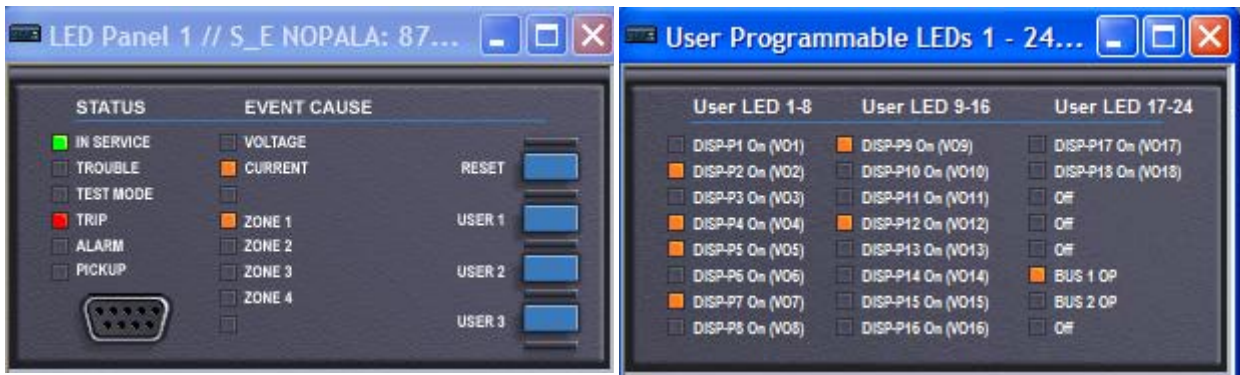 LED Panel 1 // S_E NOPALA: 87...
STATUS
IN SERVICE
TROUBLE
TEST MODE
TRIP
ALARM
PICKUP
EVENT CAUSE
VOLTAGE
CURRENT
ZONE 1
ZONE 2
ZONE 3
ZONE 4
RESET
USER 1
USER 2
USER 3
User Programmable LEDs 1 - 24...
User LED 1-8
DISP-P1 On (VO1)
DISP-P2 On (VO2)
DISP-P3 On (VO3)
DISP-P4 On (VO4)
DISP-P5 On (VO5)
DISP-P6 On (VO6)
DISP-P7 On (VO7)
DISP-P8 On (VO8)
User LED 9-16
DISP-P9 On (VO9)
DISP-P10 On (VO10)
DISP-P11 On (VO11)
DISP-P12 On (VO12)
DISP-P13 On (VO13)
DISP-P14 On (VO14)
DISP-P15 On (VO15)
DISP-P16 On (VO16)
User LED 17-24
DISP-P17 On (VO17)
DISP-P18 On (VO18)
Off
Off
Off
BUS 1 OP
BUS 2 OP
Off